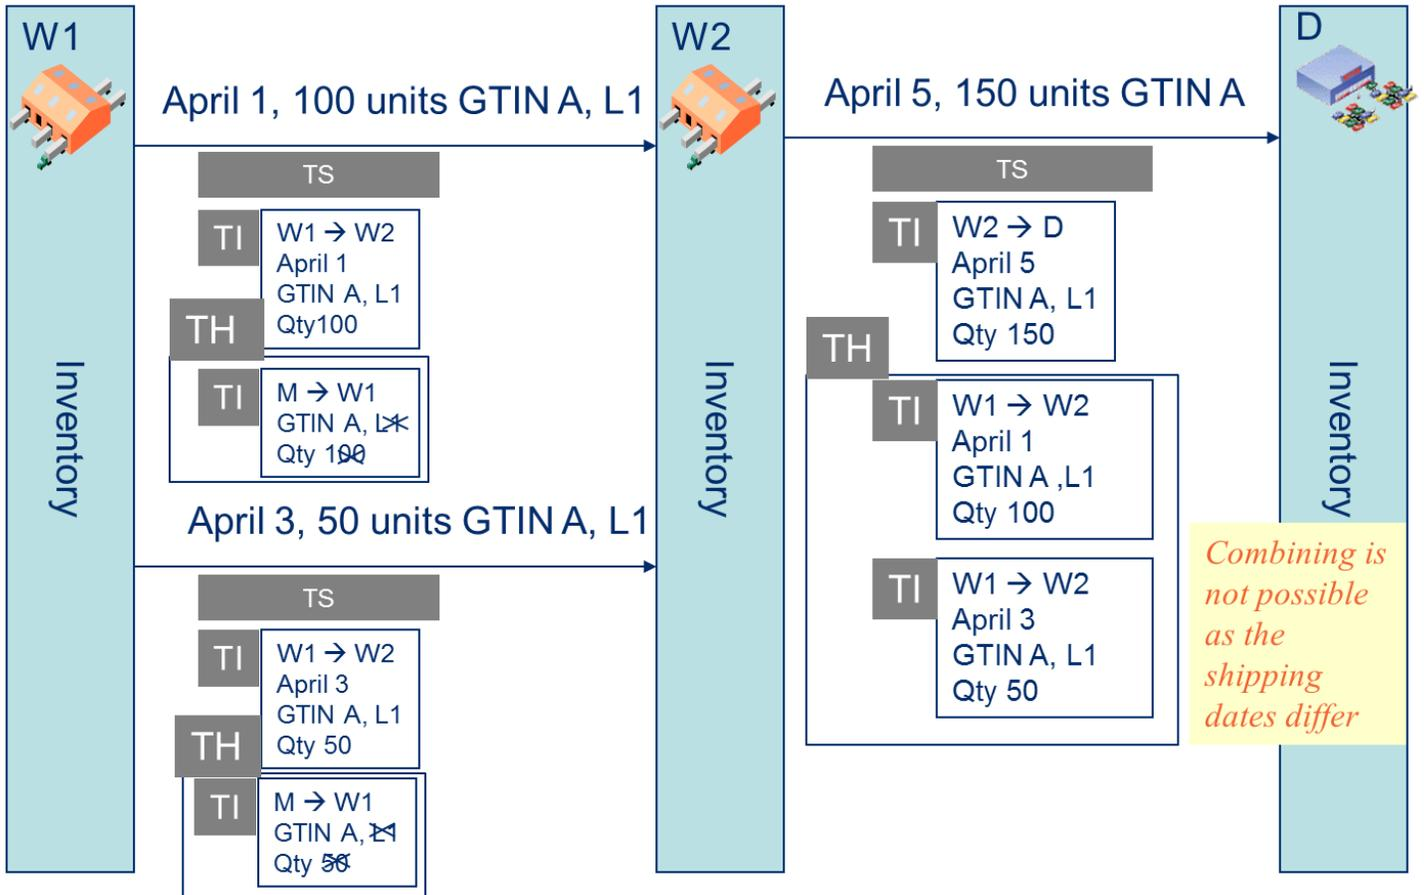 W1
April 1, 100 units GTIN A, L1
TS
TI
W1 → W2
April 1
GTIN A, L1
Qty100
TH
TI
M → W1
GTIN A, L1
Qty 100
April 3, 50 units GTIN A, L1
TS
TI
W1 → W2
April 3
GTIN A, L1
Qty 50
TH
TI
M → W1
GTIN A, L1
Qty 50
Inventory
W2
Inventory
April 5, 150 units GTIN A
TS
TI
W2 → D
April 5
GTIN A, L1
Qty 150
TH
TI
W1 → W2
April 1
GTIN A ,L1
Qty 100
TI
W1 → W2
April 3
GTIN A, L1
Qty 50
D
Inventory
Combining is
not possible
as the
shipping
dates differ